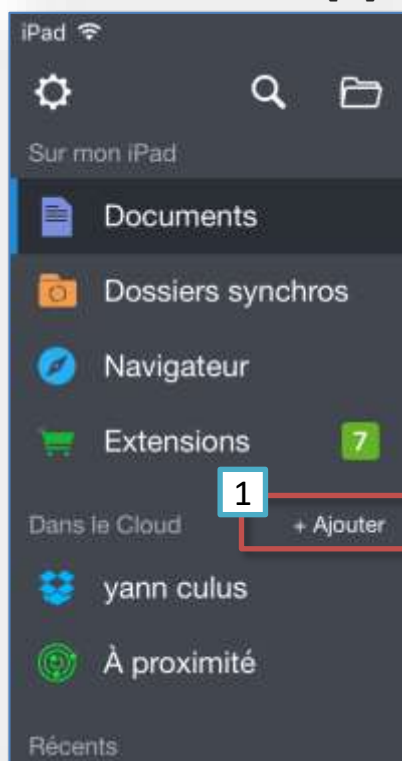 iPad
Sur mon iPad
Documents
Dossiers synchros
Navigateur
Extensions 7
1
Dans le Cloud + Ajouter
yann culus
À proximité
Récents